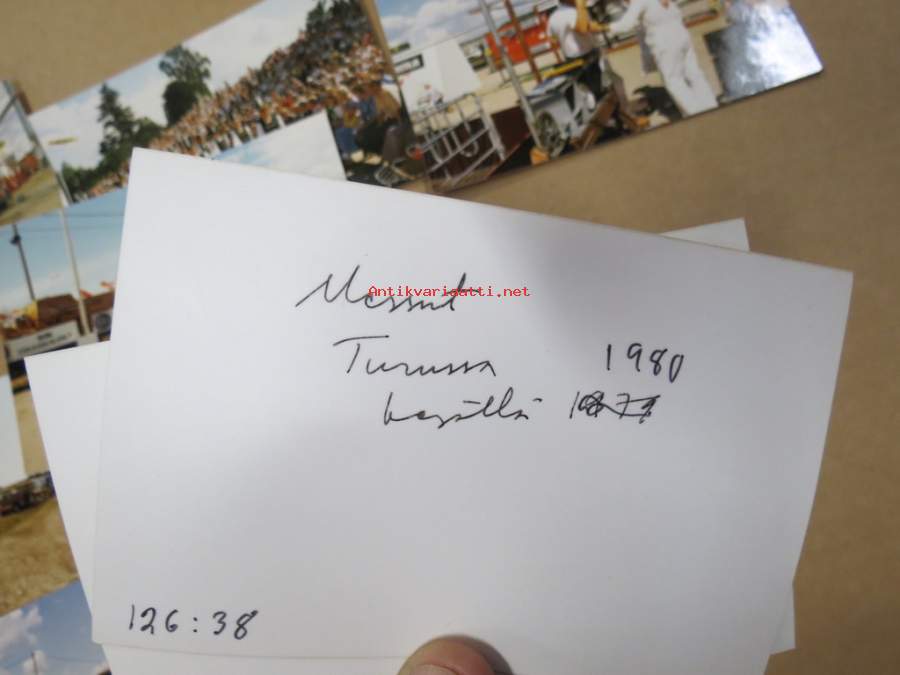 Messut
Antikvariaatti.net
Turussa 1980
kesällä
126:38